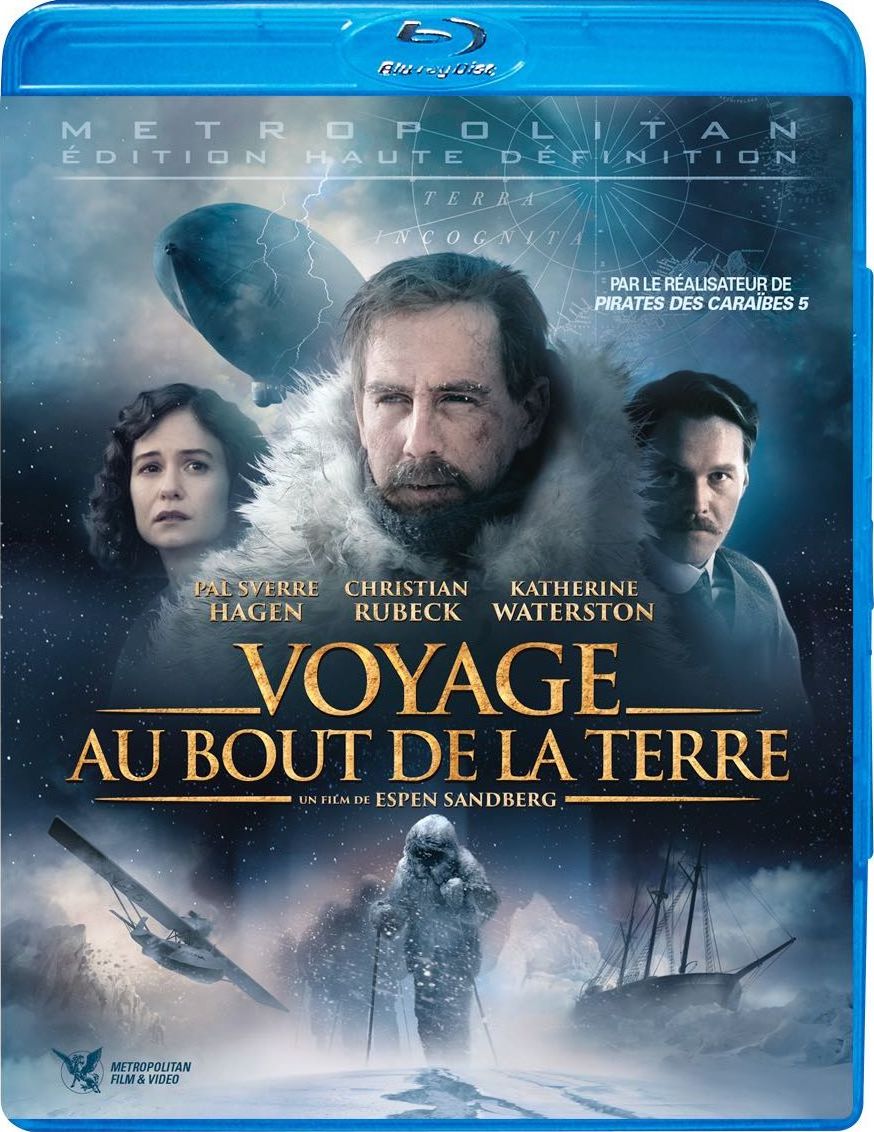 Blu-ray Disc
METROPOLITAN
ÉDITION HAUTE DÉFINITION
TERRA
INCOGNITA
PAR LE RÉALISATEUR DE
PIRATES DES CARAÏBES 5
PAL SVERRE CHRISTIAN KATHERINE
HAGEN RUBECK WATERSTON
VOYAGE
AU BOUT DE LA TERRE
UN FILM DE ESPEN SANDBERG
METROPOLITAN
FILM & VIDEO